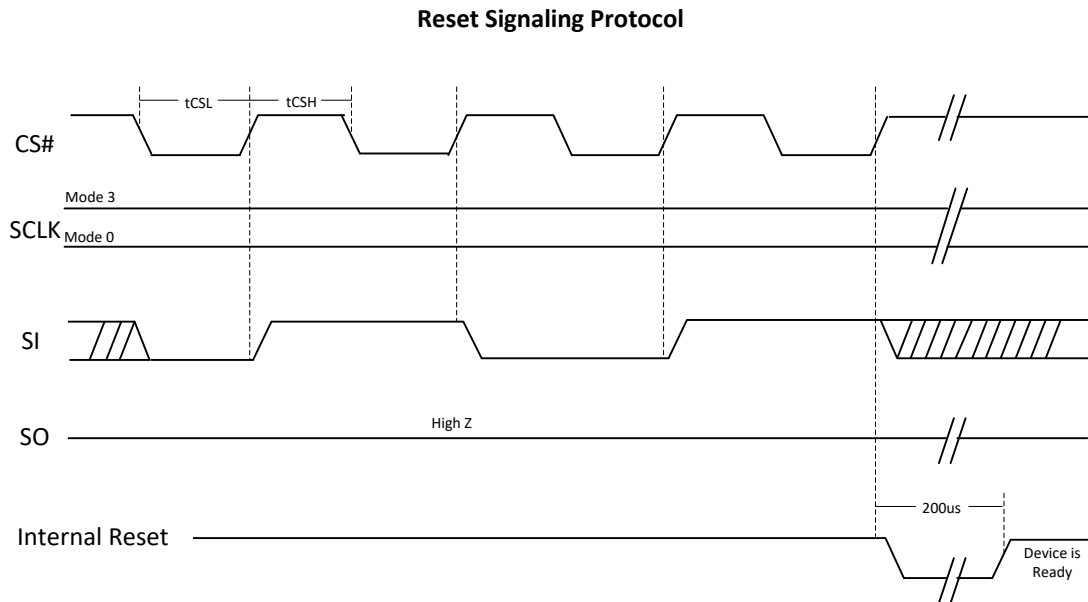 Reset Signaling Protocol
tCSL
tCSH
CS#
Mode 3
SCLK
Mode 0
SI
High Z
SO
200us
Internal Reset
Device is
Ready